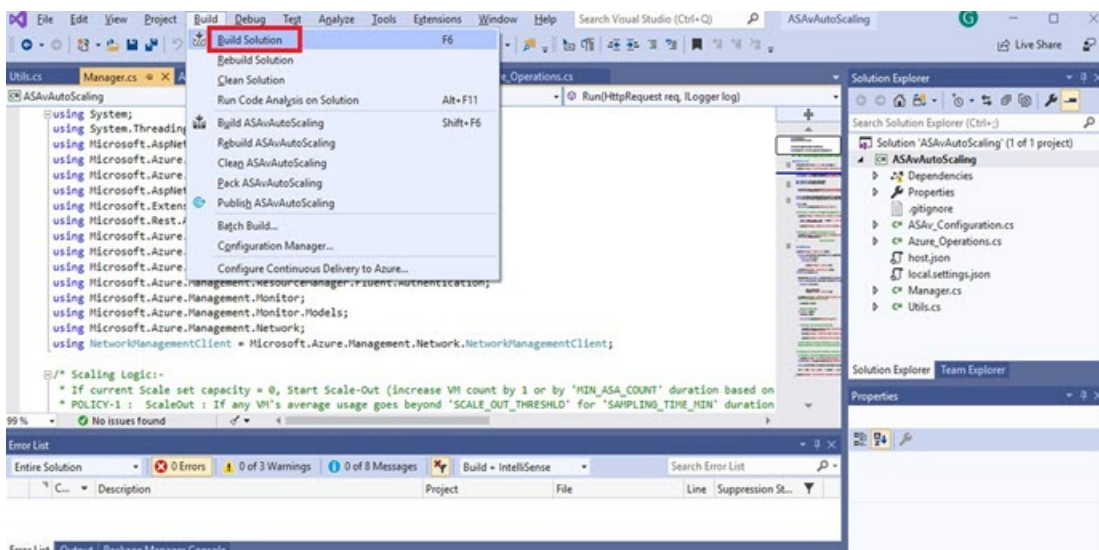 File Edit View Project Build Debug Test Analyze Tools Extensions Window Help Search Visual Studio (Ctrl+Q) ASAvAutoScaling G
Live Share
Build Solution F6
Rebuild Solution
Clean Solution
Run Code Analysis on Solution Alt+F11
Build ASAvAutoScaling Shift+F6
Rebuild ASAvAutoScaling
Clean ASAvAutoScaling
Pack ASAvAutoScaling
Publish ASAvAutoScaling
Batch Build...
Configuration Manager...
Configure Continuous Delivery to Azure...
Utils.cs Manager.cs A e_Operations.cs
ASAvAutoScaling Run(HttpRequest req, ILogger log)
using System;
using System.Threading
using Microsoft.AspNet
using Microsoft.Azure.
using Microsoft.Azure.
using Microsoft.AspNet
using Microsoft.Extens
using Microsoft.Rest.A
using Microsoft.Azure.
using Microsoft.Azure.
using Microsoft.Azure.
using Microsoft.Azure.Management.ResourceManager.Fluent.Authentication;
using Microsoft.Azure.Management.Monitor;
using Microsoft.Azure.Management.Monitor.Models;
using Microsoft.Azure.Management.Network;
using NetworkManagementClient = Microsoft.Azure.Management.Network.NetworkManagementClient;
/* Scaling Logic:-
* If current Scale set capacity = 0, Start Scale-Out (increase VM count by 1 or by 'MIN_ASA_COUNT' duration based on
* POLICY-1 : ScaleOut : If any VM's average usage goes beyond 'SCALE_OUT_THRESHLD' for 'SAMPLING_TIME_MIN' duration
99 % No issues found
Solution Explorer
Search Solution Explorer (Ctrl+;)
Solution 'ASAvAutoScaling' (1 of 1 project)
ASAvAutoScaling
Dependencies
Properties
.gitignore
C# ASAv_Configuration.cs
C# Azure_Operations.cs
host.json
local.settings.json
C# Manager.cs
C# Utils.cs
Solution Explorer Team Explorer
Properties
Error List
Entire Solution 0 Errors 0 of 3 Warnings 0 of 8 Messages Build + IntelliSense Search Error List
C... Description Project File Line Suppression St...
Error List Output Package Manager Console